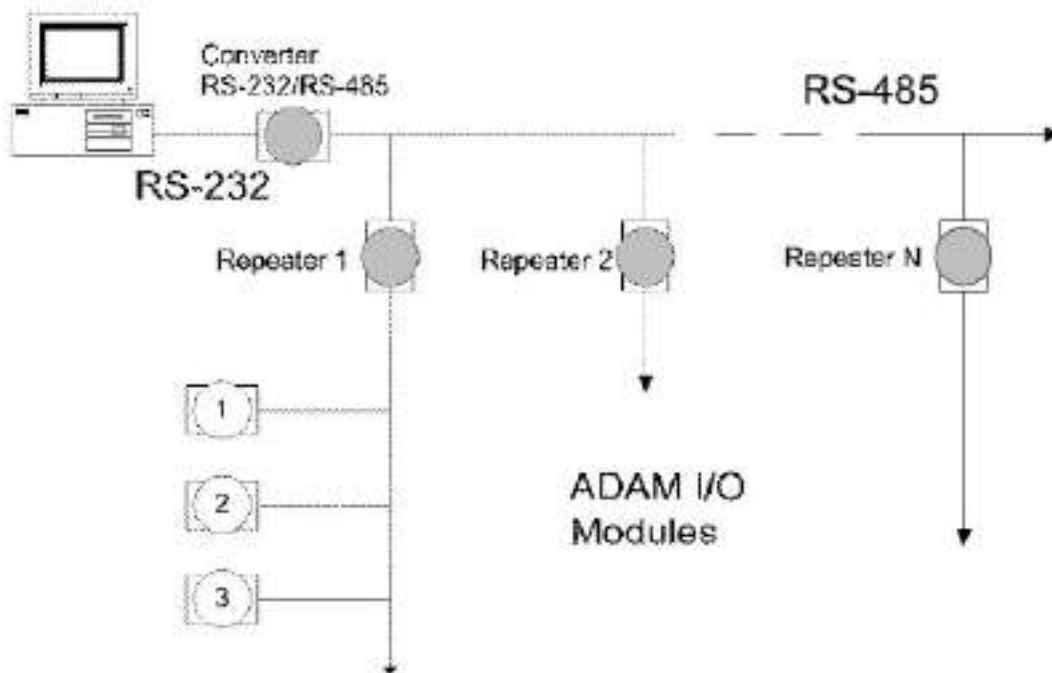 Converter
RS-232/RS-485
RS-485
RS-232
Repeater 1
Repeater 2
Repeater N
1
2
3
ADAM I/O
Modules